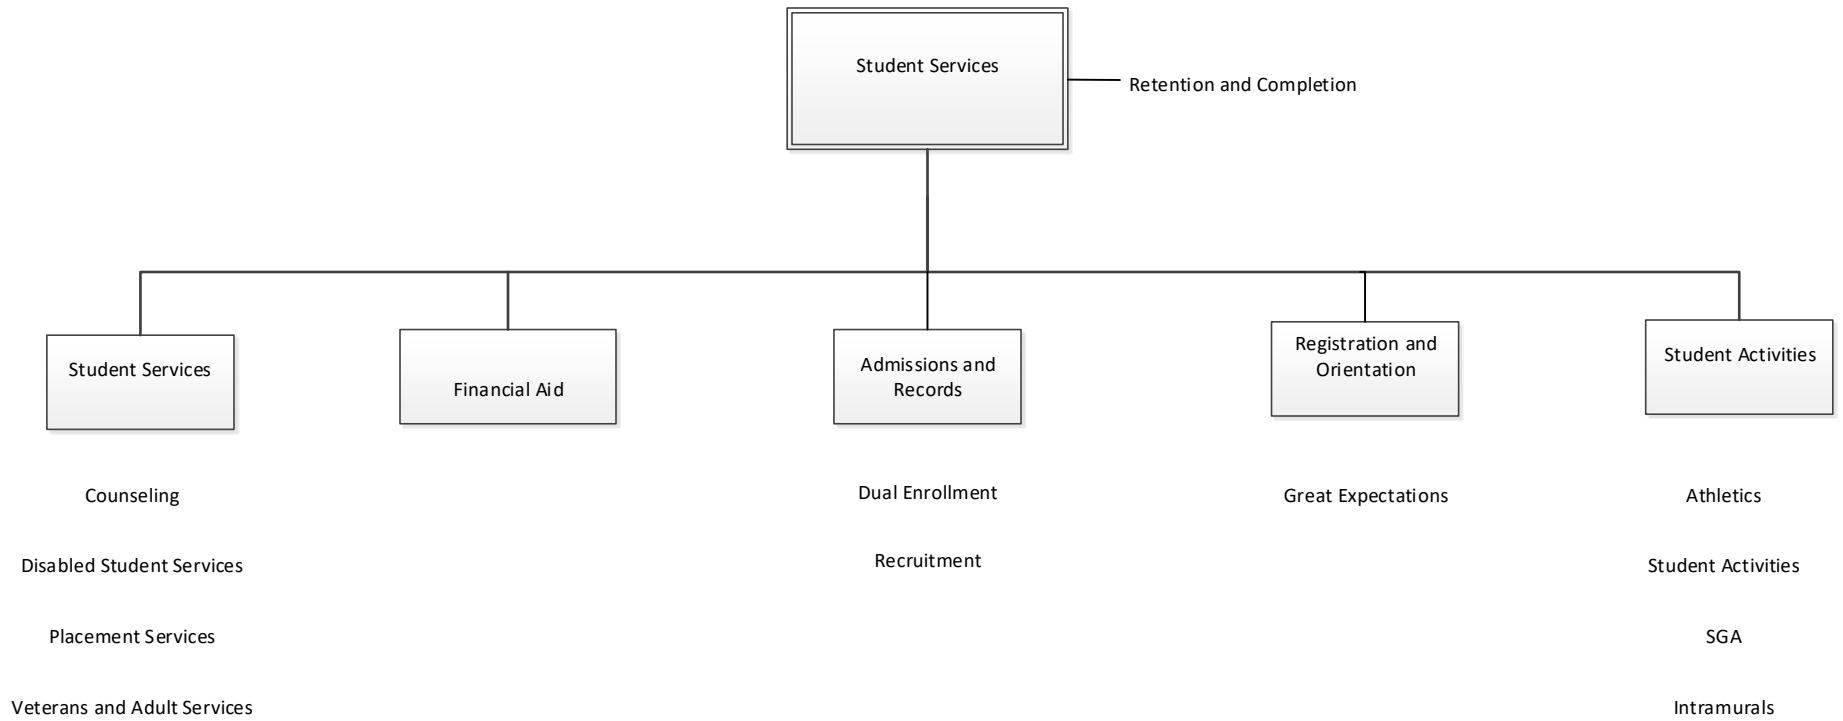 Student Services
Retention and Completion
Student Services
Financial Aid
Admissions and
Records
Registration and
Orientation
Student Activities
Counseling
Dual Enrollment
Great Expectations
Athletics
Disabled Student Services
Recruitment
Student Activities
Placement Services
SGA
Veterans and Adult Services
Intramurals